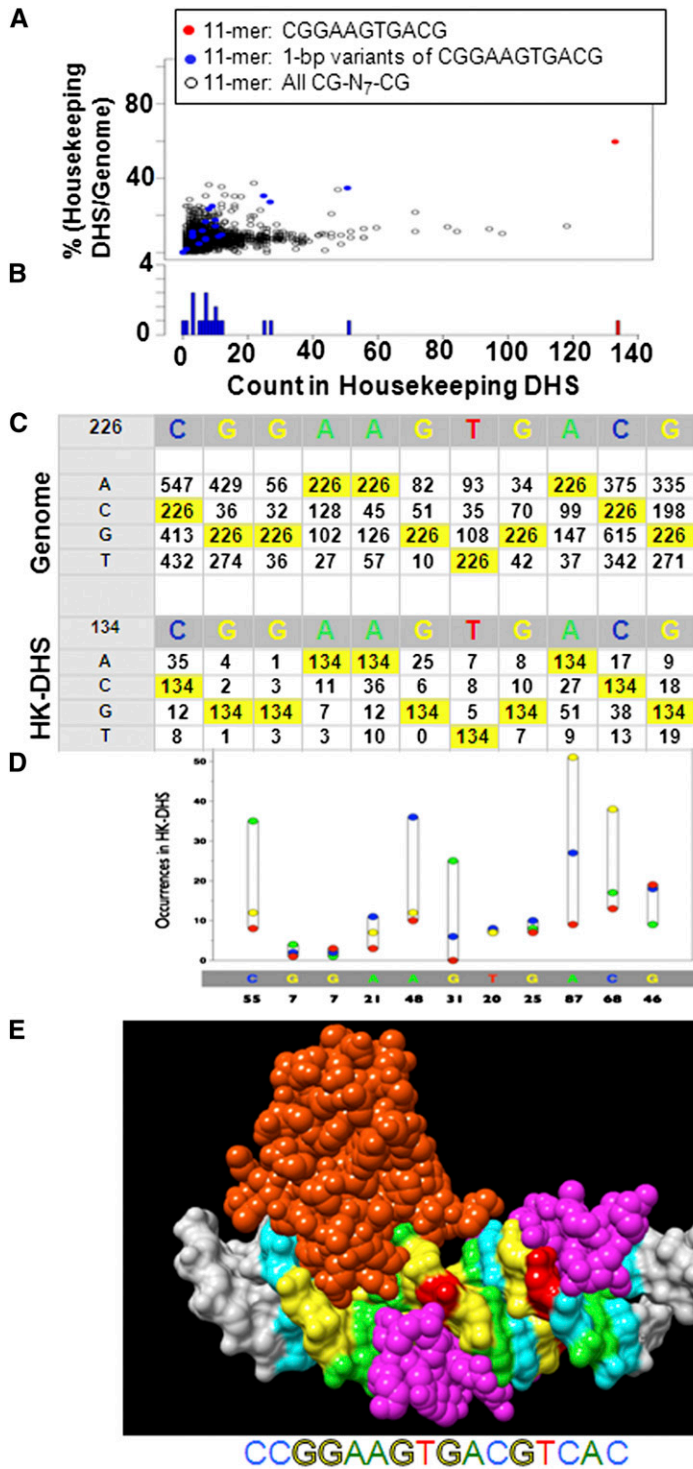 A
11-mer: CGGAAGTGACG
11-mer: 1-bp variants of CGGAAGTGACG
11-mer: All CG-N7-CG
% (Housekeeping DHS/Genome)
80
40
0
B
4
2
0
0 20 40 60 80 100 120 140
Count in Housekeeping DHS
C
226 C G G A A G T G A C G
Genome
A 547 429 56 226 226 82 93 34 226 375 335
C 226 36 32 128 45 51 35 70 99 226 198
G 413 226 226 102 126 226 108 226 147 615 226
T 432 274 36 27 57 10 226 42 37 342 271
HK-DHS
134 C G G A A G T G A C G
A 35 4 1 134 134 25 7 8 134 17 9
C 134 2 3 11 36 6 8 10 27 134 18
G 12 134 134 7 12 134 5 134 51 38 134
T 8 1 3 3 10 0 134 7 9 13 19
D
Occurrences in HK-DHS
50
40
30
20
10
0
C G G A A G T G A C G
55 7 7 21 48 31 20 25 87 68 46
E
CCGGAAGTGACGTCAC